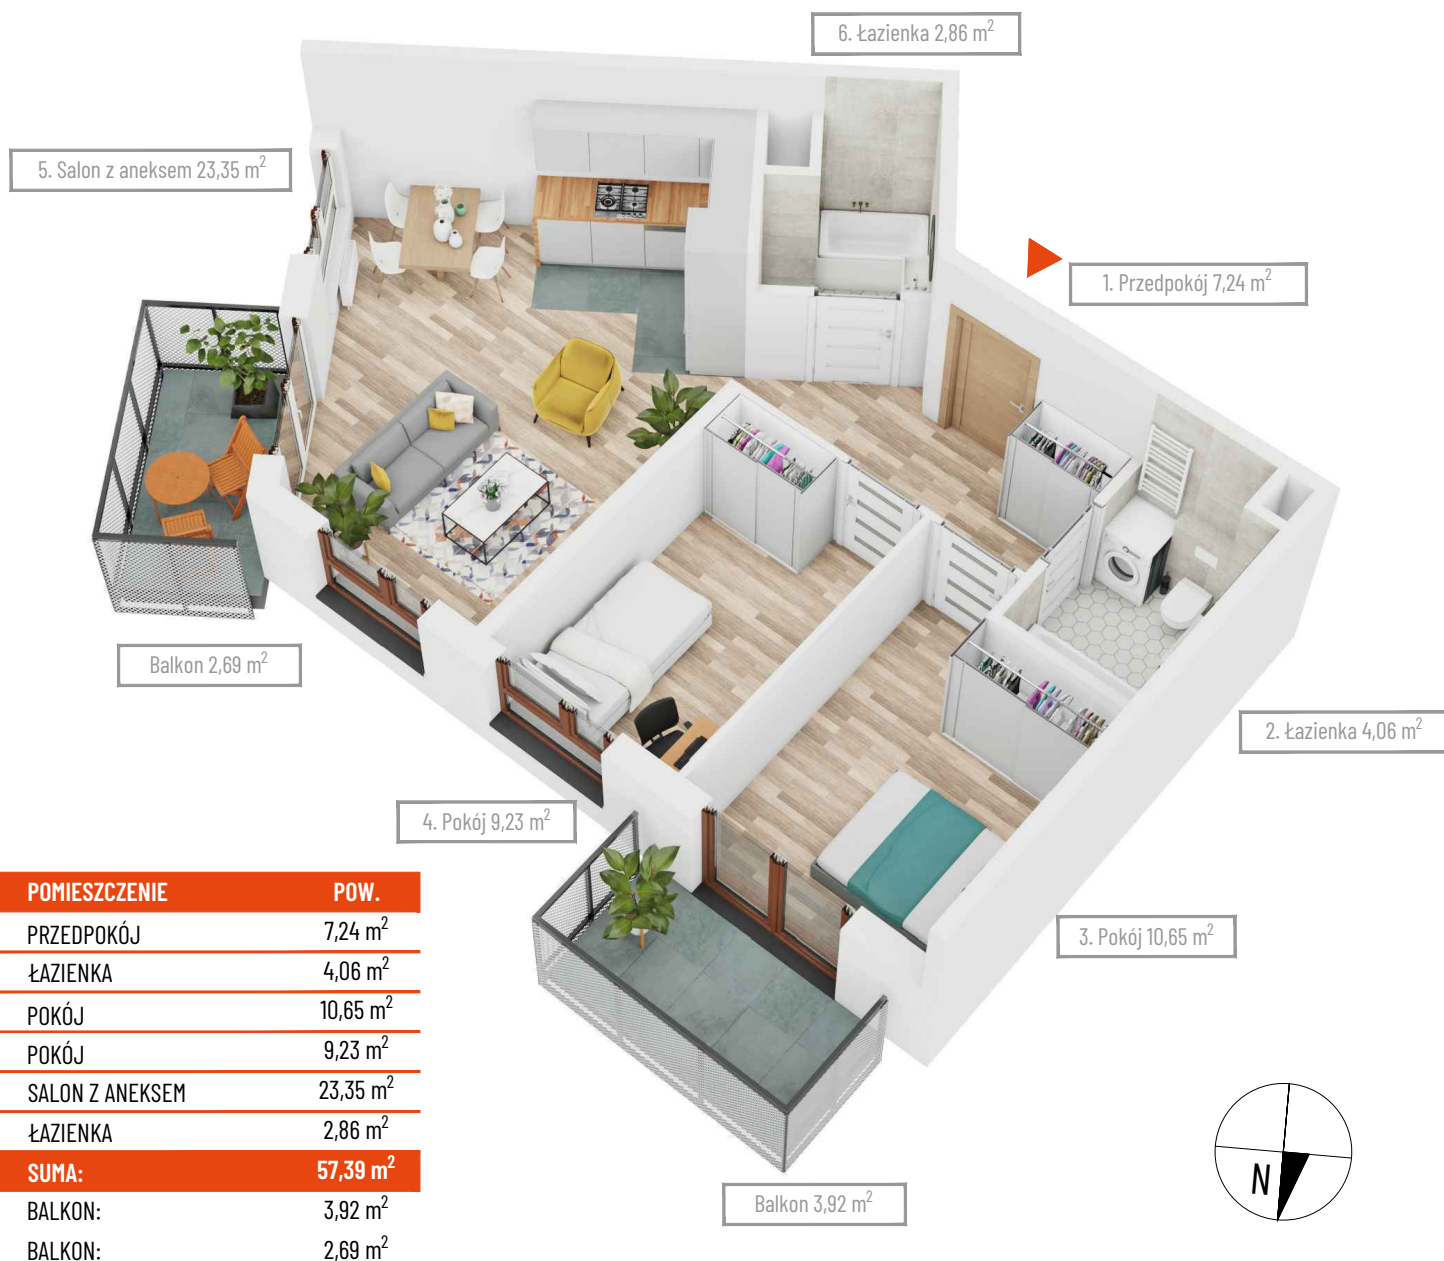 6. Łazienka 2,86 m²
5. Salon z aneksem 23,35 m²
1. Przedpokój 7,24 m²
Balkon 2,69 m²
2. Łazienka 4,06 m²
4. Pokój 9,23 m²
3. Pokój 10,65 m²
Balkon 3,92 m²
POMIESZCZENIE POW.
PRZEDPOKÓJ 7,24 m²
ŁAZIENKA 4,06 m²
POKÓJ 10,65 m²
POKÓJ 9,23 m²
SALON Z ANEKSEM 23,35 m²
ŁAZIENKA 2,86 m²
SUMA: 57,39 m²
BALKON: 3,92 m²
BALKON: 2,69 m²
N